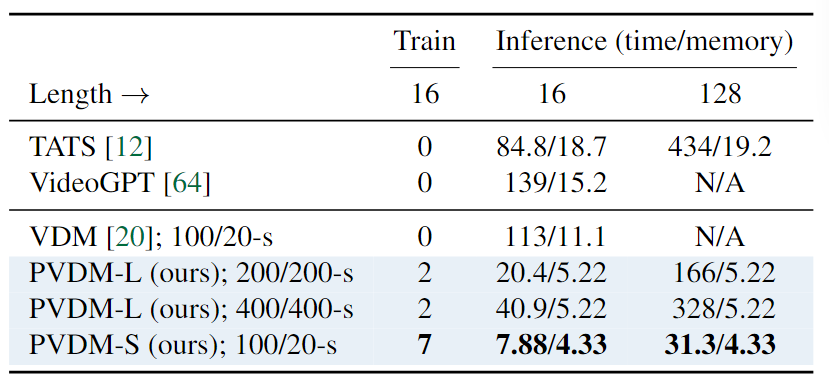 Train Inference (time/memory)
Length → 16 16 128
TATS [12] 0 84.8/18.7 434/19.2
VideoGPT [64] 0 139/15.2 N/A
VDM [20]; 100/20-s 0 113/11.1 N/A
PVDM-L (ours); 200/200-s 2 20.4/5.22 166/5.22
PVDM-L (ours); 400/400-s 2 40.9/5.22 328/5.22
PVDM-S (ours); 100/20-s 7 7.88/4.33 31.3/4.33